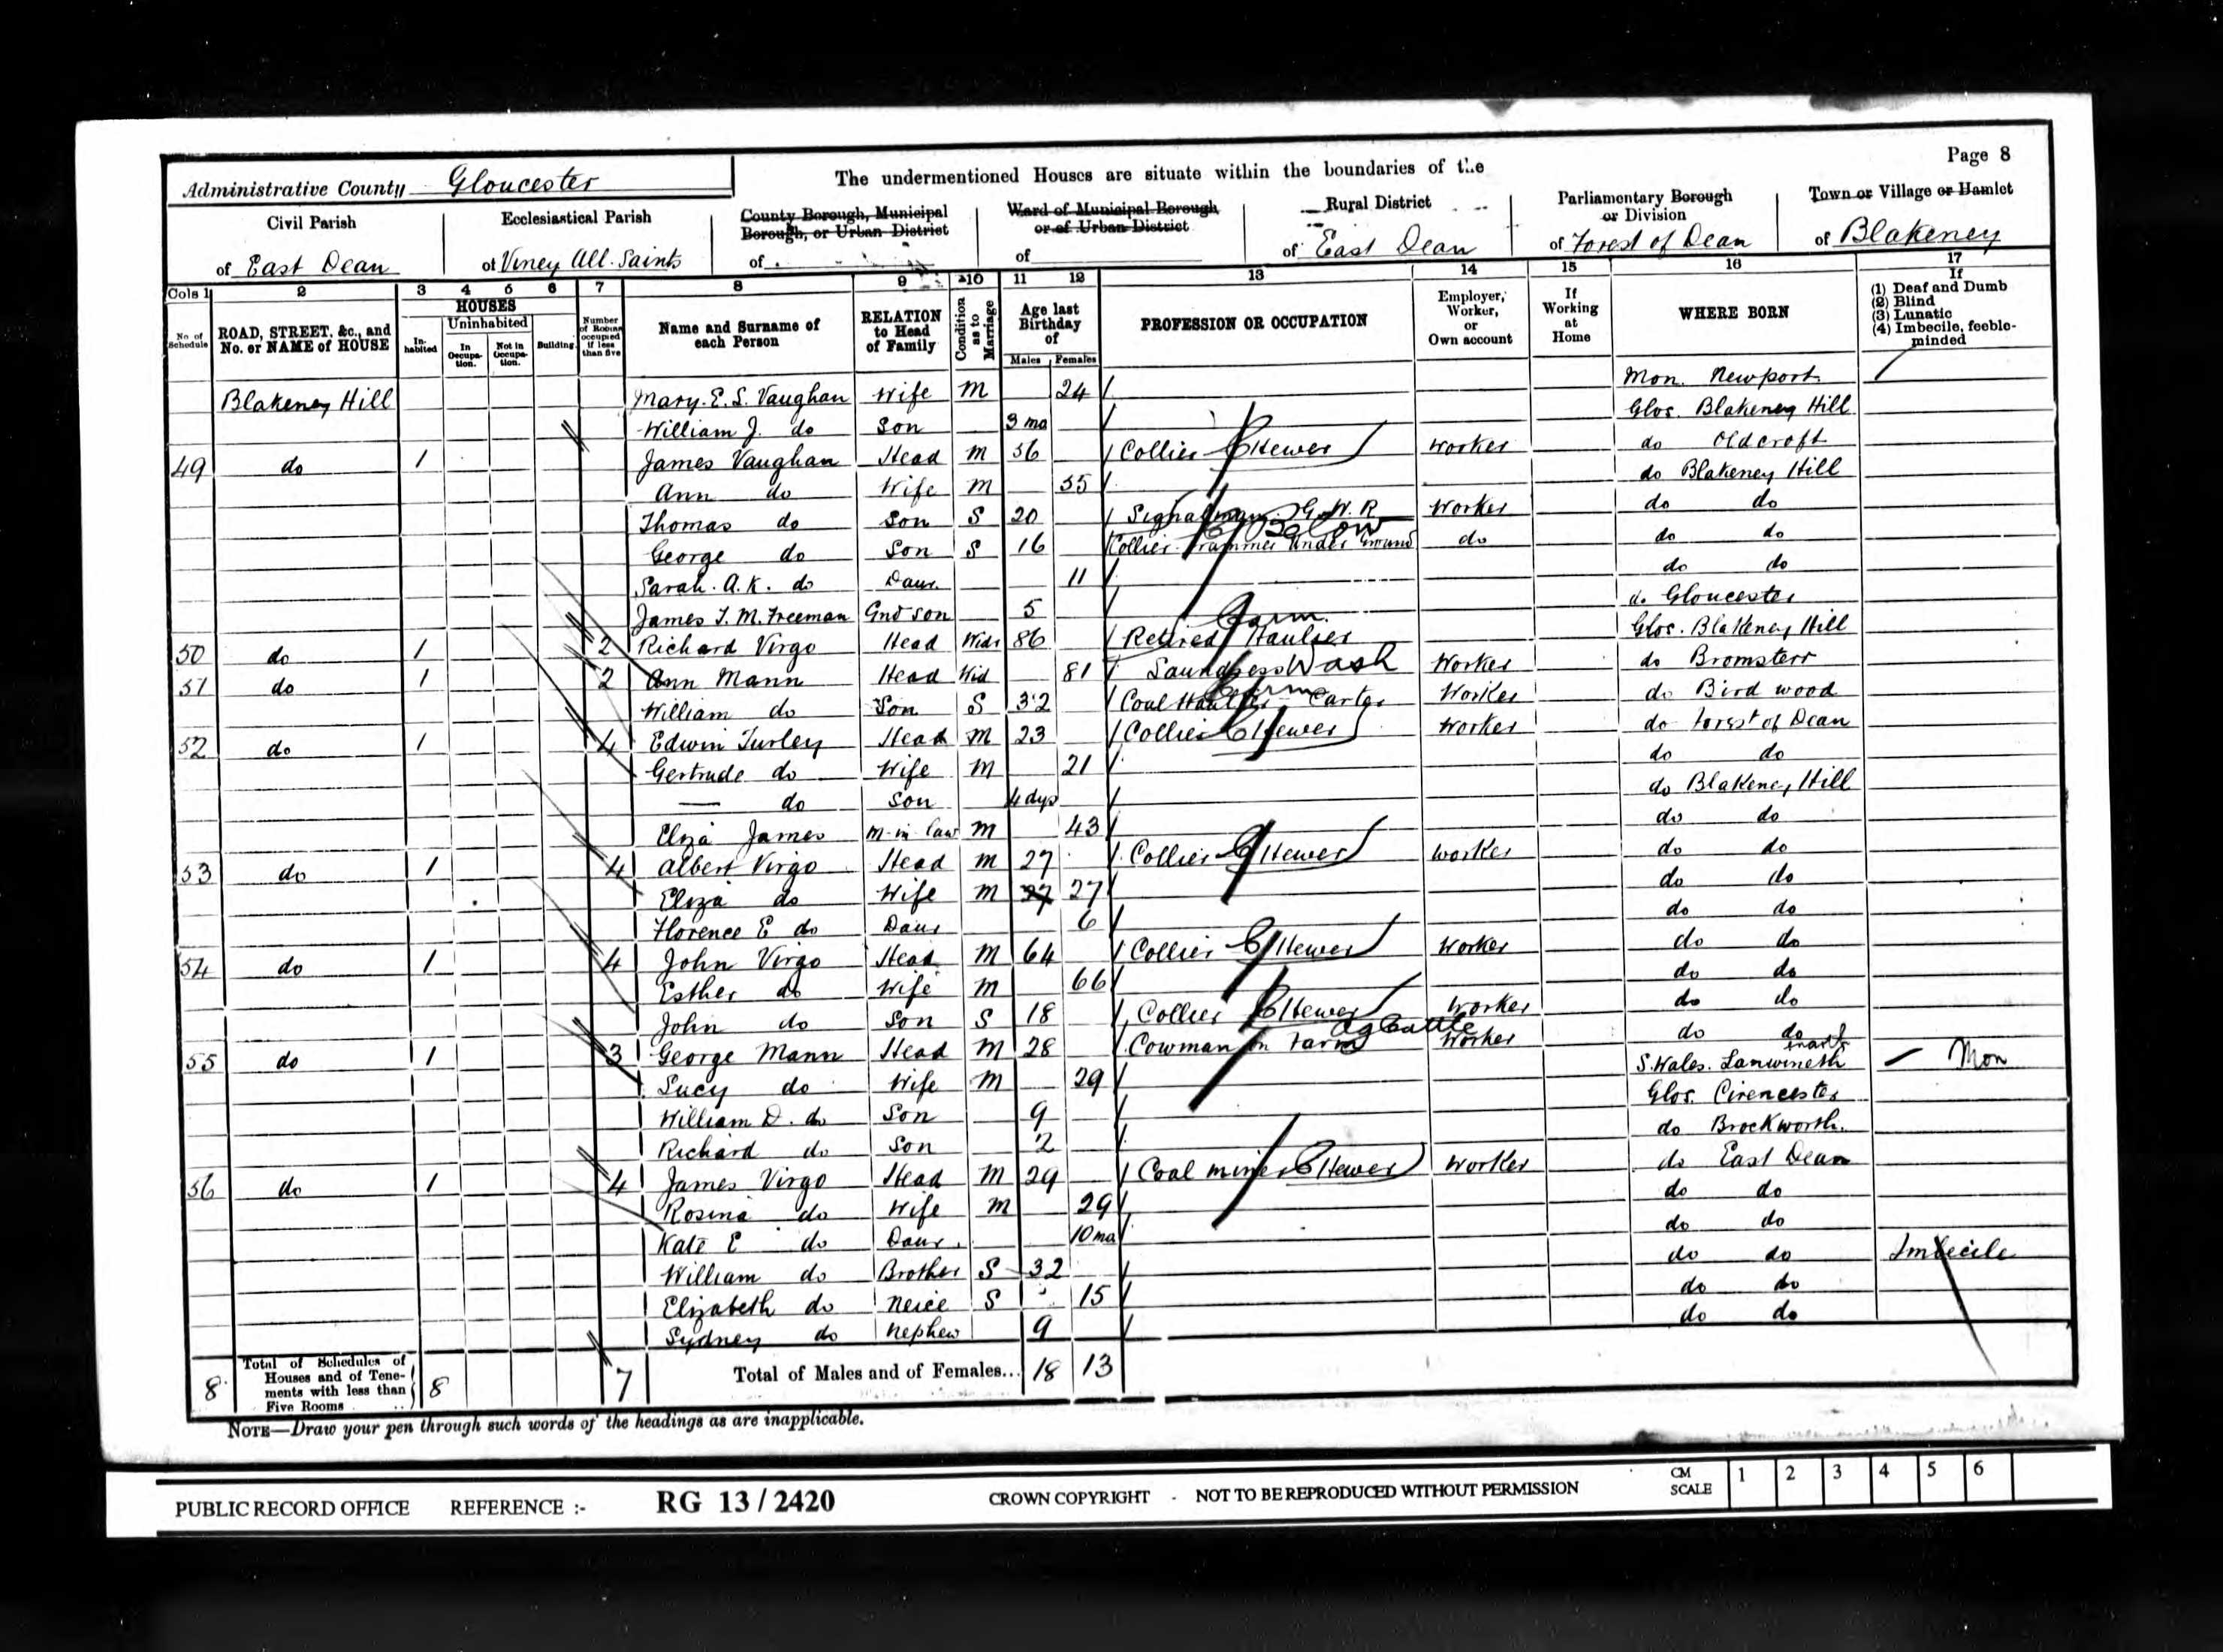 Page 8
The undermentioned Houses are situate within the boundaries of the
Administrative County Gloucester
Civil Parish of East Dean
Ecclesiastical Parish of Viney All. Saints
County Borough, Municipal Borough, or Urban District of
Ward of Municipal Borough or of Urban District of
Rural District of East Dean
Parliamentary Borough or Division of Forest of Dean
Town or Village or Hamlet of Blakeney
Cols 1 2 3 4 5 6 7 8 9 10 11 12 13 14 15 16 17
No. of Schedule
ROAD, STREET, &c., and No. or NAME of HOUSE
HOUSES
In-habited
Uninhabited
In Occupa-tion.
Not in Occupa-tion.
Building
Number of Rooms occupied if less than five
Name and Surname of each Person
RELATION to Head of Family
Condition as to Marriage
Age last Birthday of
Males Females
PROFESSION OR OCCUPATION
Employer, Worker, or Own account
If Working at Home
WHERE BORN
If
(1) Deaf and Dumb
(2) Blind
(3) Lunatic
(4) Imbecile, feeble-minded
Blakeney Hill Mary. E. S. Vaughan Wife M 24 Mon. Newport
William J. do Son 3 mo Glos. Blakeney Hill
49 do 1 James Vaughan Head M 56 Collier Hewer Worker do Oldcroft
Ann do Wife M 55 do Blakeney Hill
Thomas do Son S 20 Signalman G.W.R Worker do do
George do Son S 16 Collier Trammer Under Ground Below do do do
Sarah. A. K. do Daur. 11 do do
James T. M. Freeman Gnd son 5 do Gloucester
50 do 1 2 Richard Virgo Head Widr 86 Retired Haulier Farm. Glos. Blakeney Hill
51 do 1 2 Ann Mann Head Wid 81 Laundress Wash Worker do Bromsterr
William do Son S 32 Coal Haulier Carter Worker do Bird wood
52 do 1 4 Edwin Turley Head M 23 Collier Hewer Worker do Forest of Dean
Gertrude do Wife M 21 do do
— do Son 4 dys do Blakeney Hill
Eliza James M-in law M 43 do do
53 do 1 4 Albert Virgo Head M 27 Collier Hewer Worker do do
Eliza do Wife M 27 27 do do
Florence E do Daur 6 do do
54 do 1 4 John Virgo Head M 64 Collier Hewer Worker do do
Esther do Wife M 66 do do
John do Son S 18 Collier Hewer Worker do do
55 do 1 3 George Mann Head M 28 Cowman on Farm Ag Cattle Worker do do
Lucy do Wife M 29 S. Wales. Lanwineth Mon
William D. do Son 9 Glos. Cirencester
Richard do Son 2 do Brockworth.
56 do 1 4 James Virgo Head M 29 Coal miner Hewer Worker do East Dean
Rosina do Wife M 29 do do
Kate E do Daur. 10 mo do do
William do Brother S 32 do do Imbecile
Elizabeth do Neice S 15 do do
Sydney do Nephew 9 do do
8 Total of Schedules of Houses and of Tene-ments with less than Five Rooms 8 7 Total of Males and of Females... 18 13
NOTE—Draw your pen through such words of the headings as are inapplicable.
PUBLIC RECORD OFFICE REFERENCE :- RG 13 / 2420 CROWN COPYRIGHT - NOT TO BE REPRODUCED WITHOUT PERMISSION CM SCALE 1 2 3 4 5 6